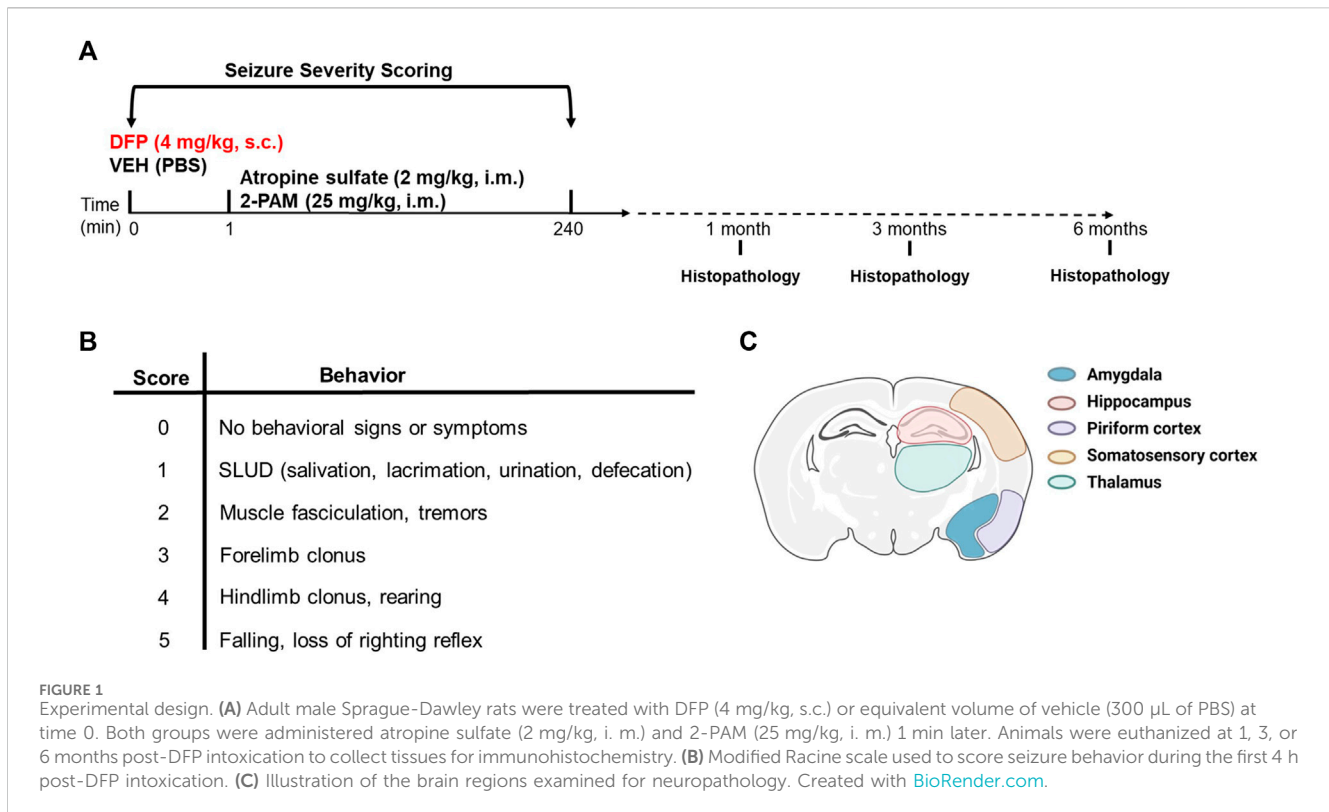 A
Seizure Severity Scoring
DFP (4 mg/kg, s.c.)
VEH (PBS)
Atropine sulfate (2 mg/kg, i.m.)
2-PAM (25 mg/kg, i.m.)
Time
(min) 0 1 240
1 month 3 months 6 months
Histopathology Histopathology Histopathology
B
Score Behavior
0 No behavioral signs or symptoms
1 SLUD (salivation, lacrimation, urination, defecation)
2 Muscle fasciculation, tremors
3 Forelimb clonus
4 Hindlimb clonus, rearing
5 Falling, loss of righting reflex
C
Amygdala
Hippocampus
Piriform cortex
Somatosensory cortex
Thalamus
FIGURE 1
Experimental design. (A) Adult male Sprague-Dawley rats were treated with DFP (4 mg/kg, s.c.) or equivalent volume of vehicle (300 µL of PBS) at
time 0. Both groups were administered atropine sulfate (2 mg/kg, i. m.) and 2-PAM (25 mg/kg, i. m.) 1 min later. Animals were euthanized at 1, 3, or
6 months post-DFP intoxication to collect tissues for immunohistochemistry. (B) Modified Racine scale used to score seizure behavior during the first 4 h
post-DFP intoxication. (C) Illustration of the brain regions examined for neuropathology. Created with BioRender.com.